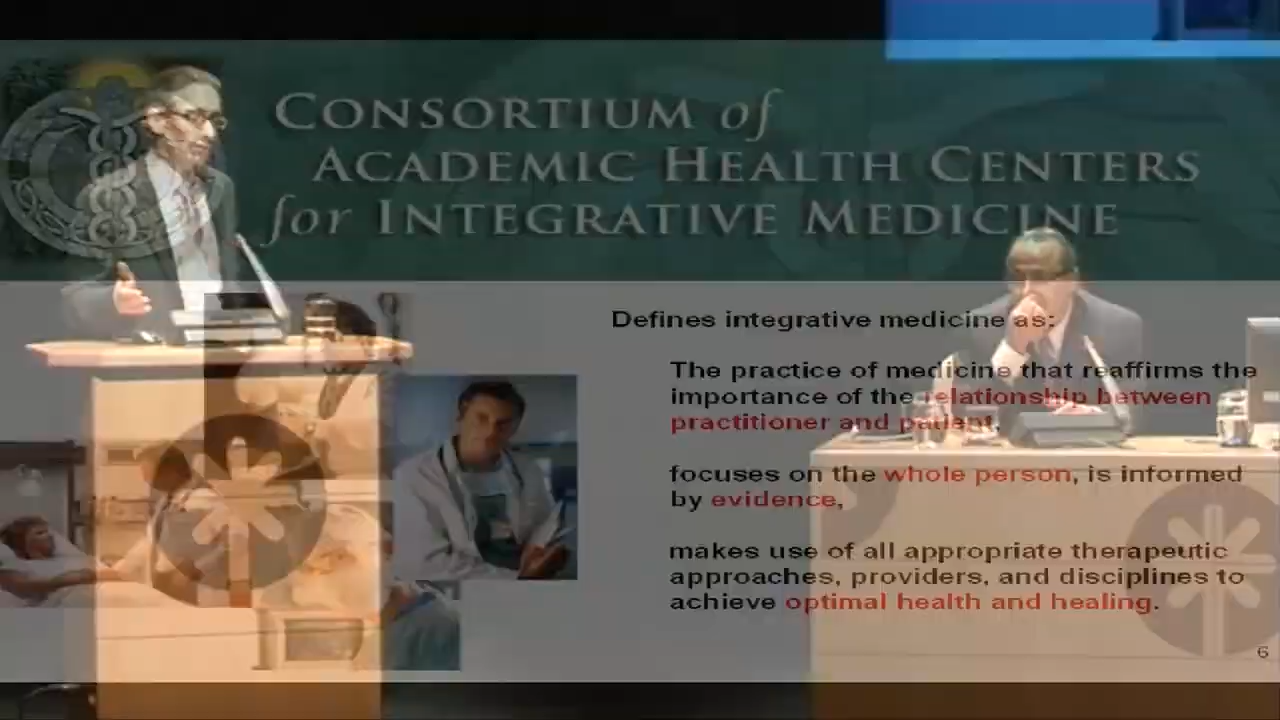 CONSORTIUM of
ACADEMIC HEALTH CENTERS
for INTEGRATIVE MEDICINE
Defines integrative medicine as:
The practice of medicine that reaffirms the
importance of the relationship between
practitioner and patient,
focuses on the whole person, is informed
by evidence,
makes use of all appropriate therapeutic
approaches, providers, and disciplines to
achieve optimal health and healing.
6